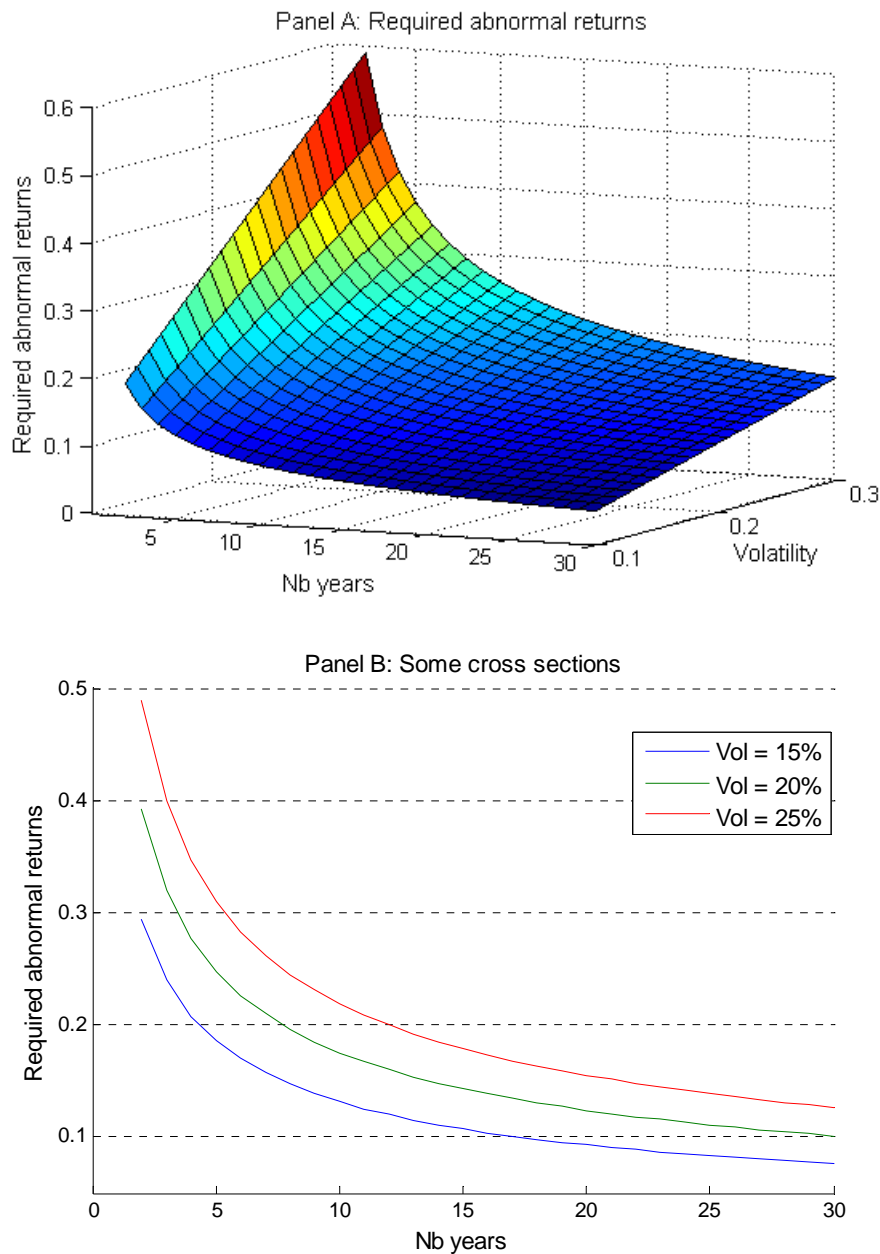 Panel A: Required abnormal returns
0.6
0.5
0.4
0.3
0.2
0.1
0
Required abnormal returns
5
10
15
20
25
30
Nb years
0.1
0.2
0.3
Volatility
Panel B: Some cross sections
0.5
0.4
0.3
0.2
0.1
Required abnormal returns
Vol = 15%
Vol = 20%
Vol = 25%
0
5
10
15
20
25
30
Nb years